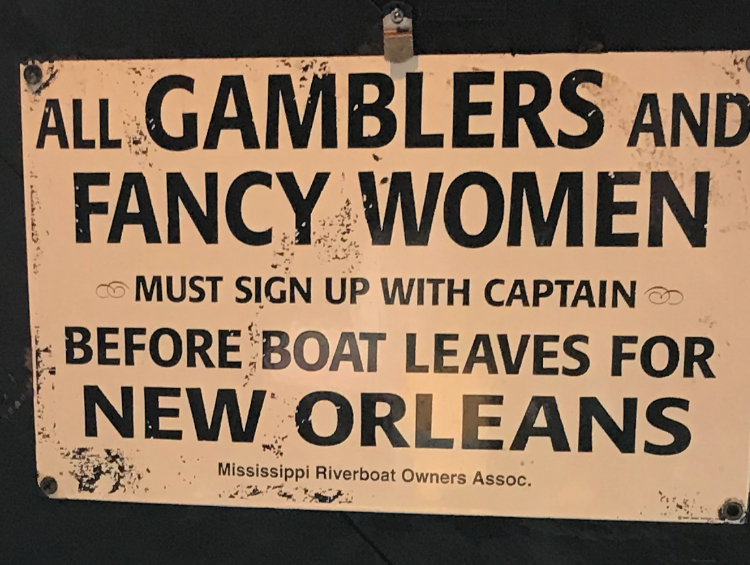 ALL GAMBLERS AND
FANCY WOMEN
MUST SIGN UP WITH CAPTAIN
BEFORE BOAT LEAVES FOR
NEW ORLEANS
Mississippi Riverboat Owners Assoc.